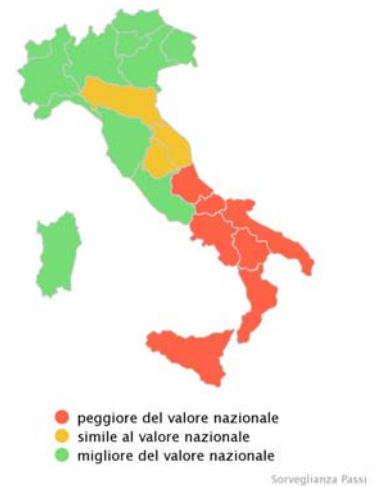 peggiore del valore nazionale
simile al valore nazionale
migliore del valore nazionale
Sorveglianza Passi